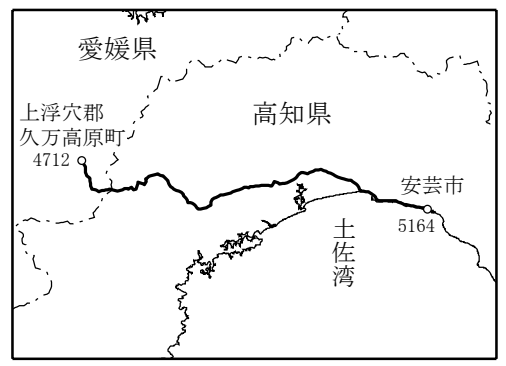 愛媛県
高知県
上浮穴郡
久万高原町
4712
安芸市
5164
土佐湾